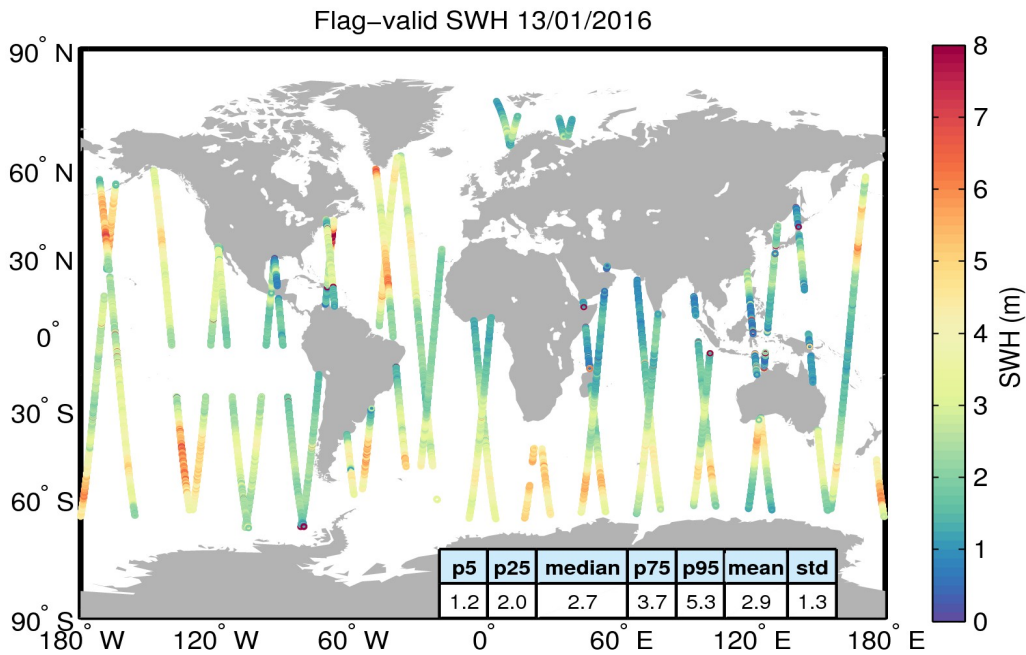 Flag−valid SWH 13/01/2016
90° N
60° N
30° N
0°
30° S
60° S
90° S
180° W
120° W
60° W
0°
60° E
120° E
180° E
8
7
6
5
4
3
2
1
0
SWH (m)
p5 p25 median p75 p95 mean std
1.2 2.0 2.7 3.7 5.3 2.9 1.3